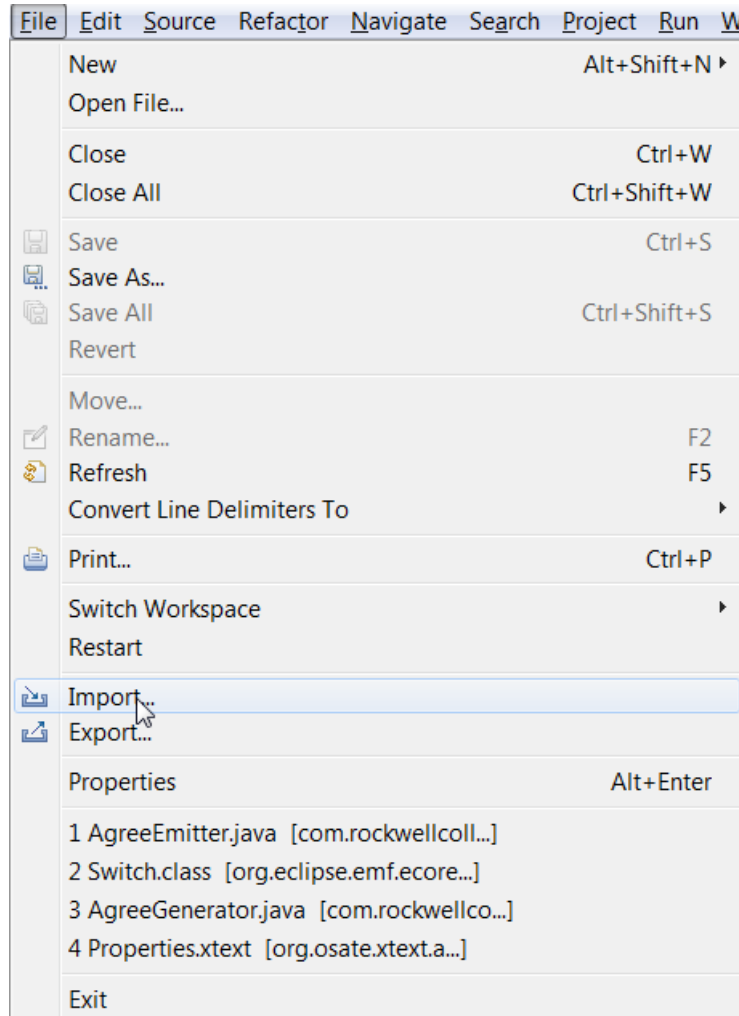 File Edit Source Refactor Navigate Search Project Run W
New Alt+Shift+N
Open File...
Close Ctrl+W
Close All Ctrl+Shift+W
Save Ctrl+S
Save As...
Save All Ctrl+Shift+S
Revert
Move...
Rename... F2
Refresh F5
Convert Line Delimiters To
Print... Ctrl+P
Switch Workspace
Restart
Import...
Export...
Properties Alt+Enter
1 AgreeEmitter.java [com.rockwellcoll...]
2 Switch.class [org.eclipse.emf.ecore...]
3 AgreeGenerator.java [com.rockwellco...]
4 Properties.xtext [org.osate.xtext.a...]
Exit